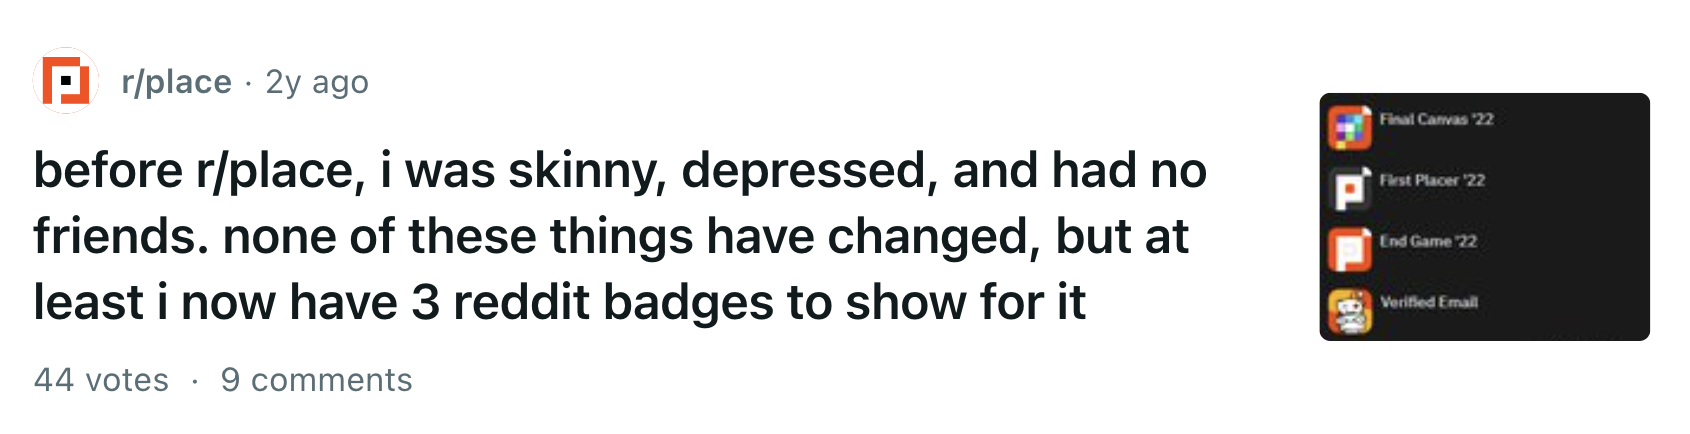 r/place · 2y ago
before r/place, i was skinny, depressed, and had no
friends. none of these things have changed, but at
least i now have 3 reddit badges to show for it
44 votes · 9 comments
Final Canvas '22
First Placer '22
End Game '22
Verified Email